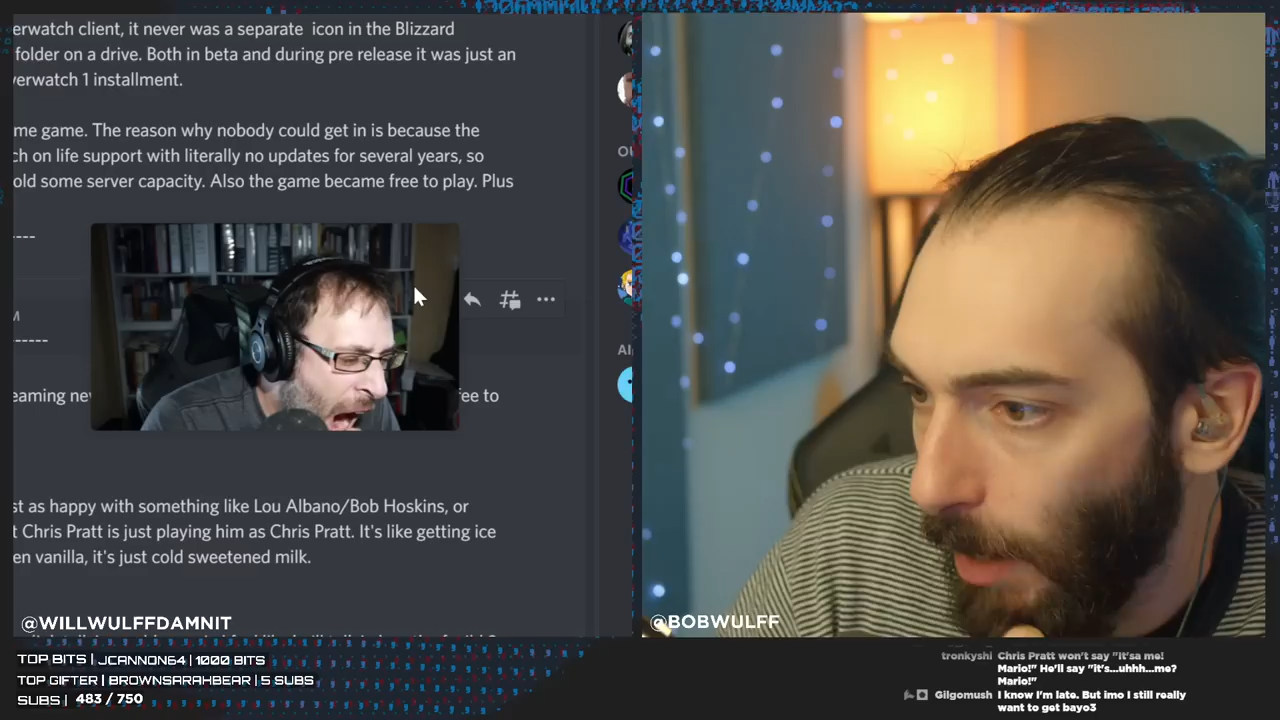 erwatch client, it never was a separate icon in the Blizzard
folder on a drive. Both in beta and during pre release it was just an
verwatch 1 installment.
me game. The reason why nobody could get in is because the
ch on life support with literally no updates for several years, so
old some server capacity. Also the game became free to play. Plus
----
M
------
eaming ne
ee to
st as happy with something like Lou Albano/Bob Hoskins, or
t Chris Pratt is just playing him as Chris Pratt. It's like getting ice
en vanilla, it's just cold sweetened milk.
@WILLWULFFDAMNIT
@BOBWULFF
TOP BITS | JCANNON64 | 1000 BITS
TOP GIFTER | BROWNSARAHBEAR | 5 SUBS
SUBS | 483 / 750
tronkyshi Chris Pratt won't say "it'sa me!
Mario!" He'll say "it's...uhhh...me?
Mario!"
Gilgomush I know I'm late. But imo I still really
want to get bayo3